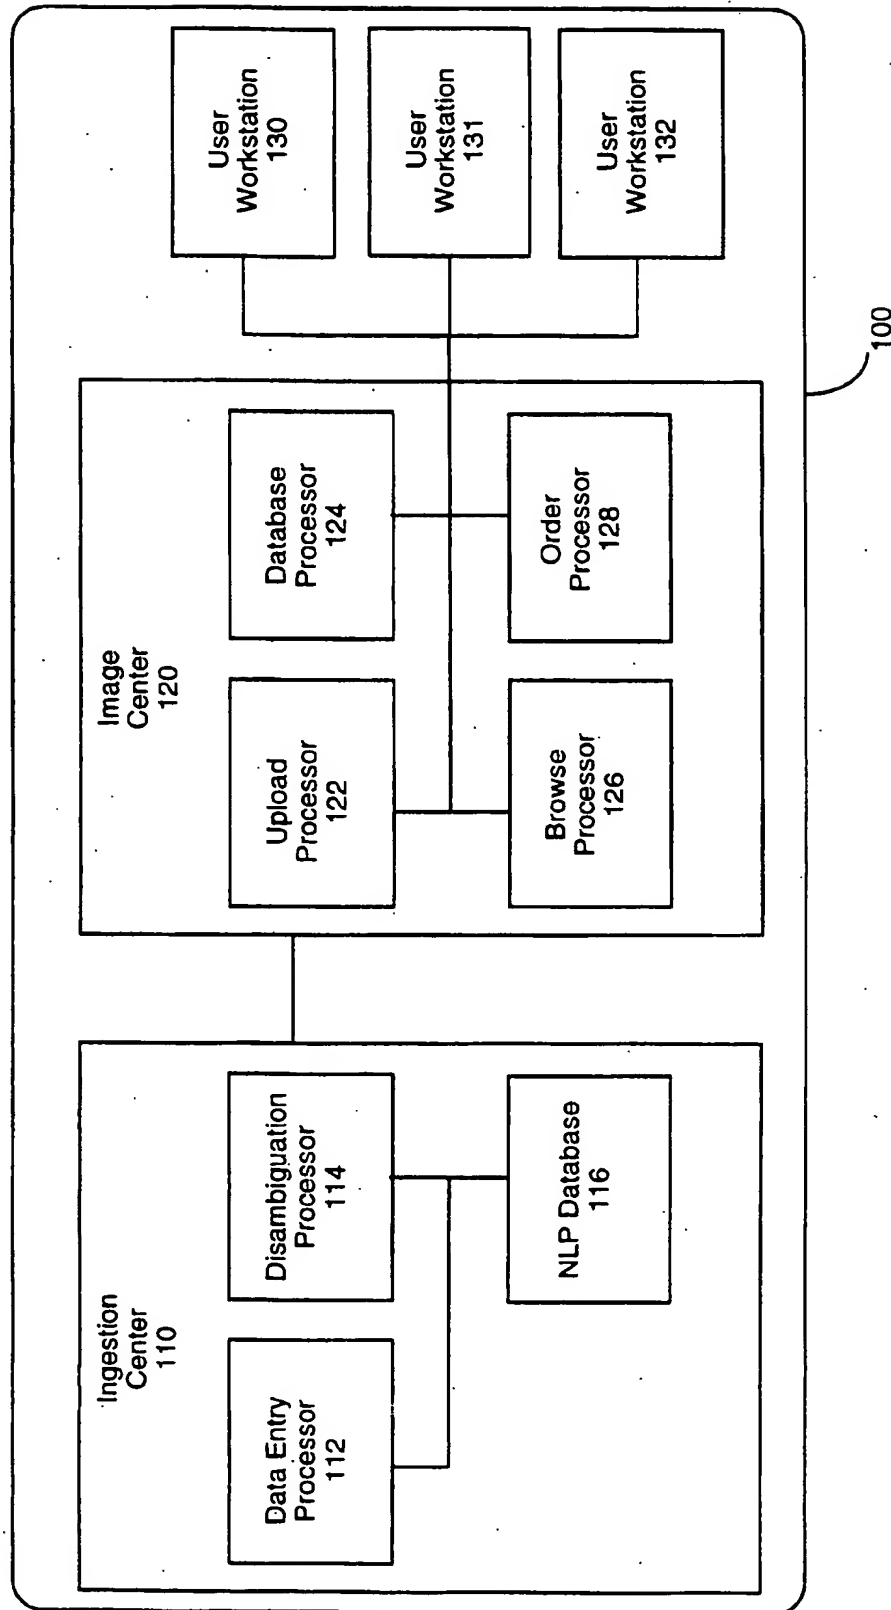 Ingestion
Center
110
Data Entry
Processor
112
Disambiguation
Processor
114
NLP Database
116
Image
Center
120
Upload
Processor
122
Database
Processor
124
Browse
Processor
126
Order
Processor
128
User
Workstation
130
User
Workstation
131
User
Workstation
132
100